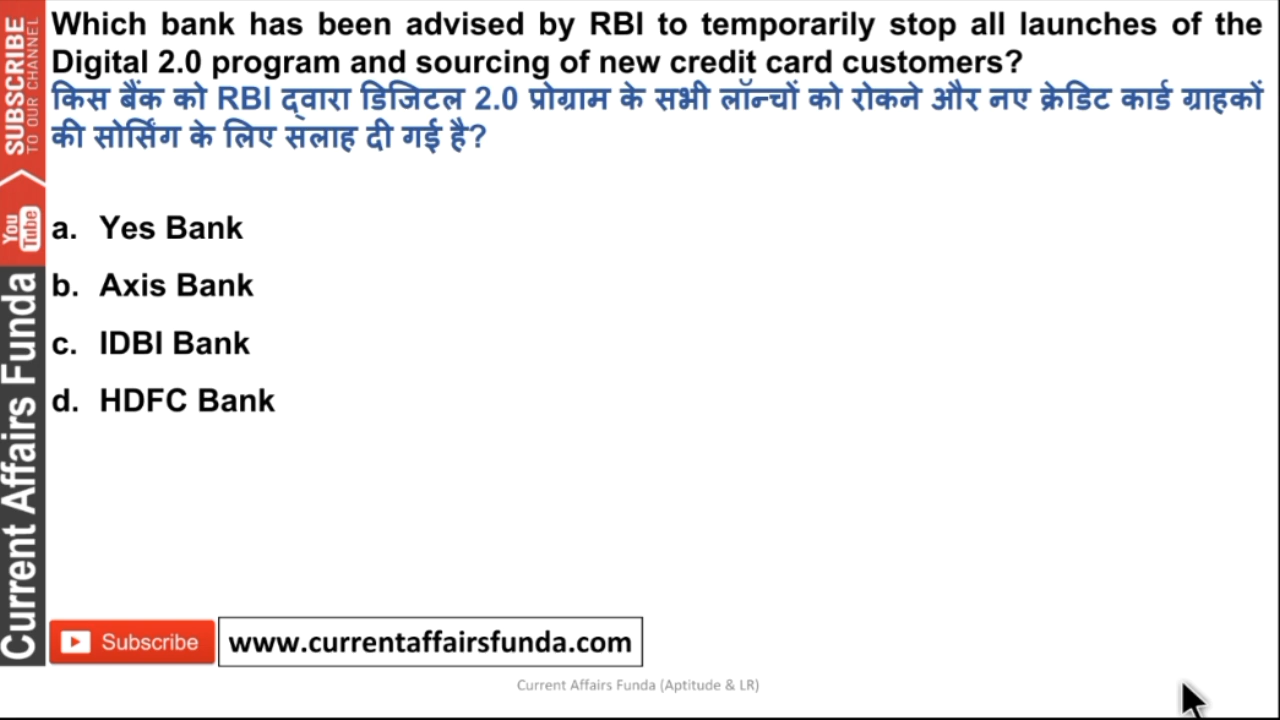 Which bank has been advised by RBI to temporarily stop all launches of the
Digital 2.0 program and sourcing of new credit card customers?
किस बैंक को RBI द्वारा डिजिटल 2.0 प्रोग्राम के सभी लॉन्चों को रोकने और नए क्रेडिट कार्ड ग्राहकों
की सोर्सिंग के लिए सलाह दी गई है?
a. Yes Bank
b. Axis Bank
c. IDBI Bank
d. HDFC Bank
SUBSCRIBE
TO OUR CHANNEL
You
Tube
Current Affairs Funda
Subscribe
www.currentaffairsfunda.com
Current Affairs Funda (Aptitude & LR)